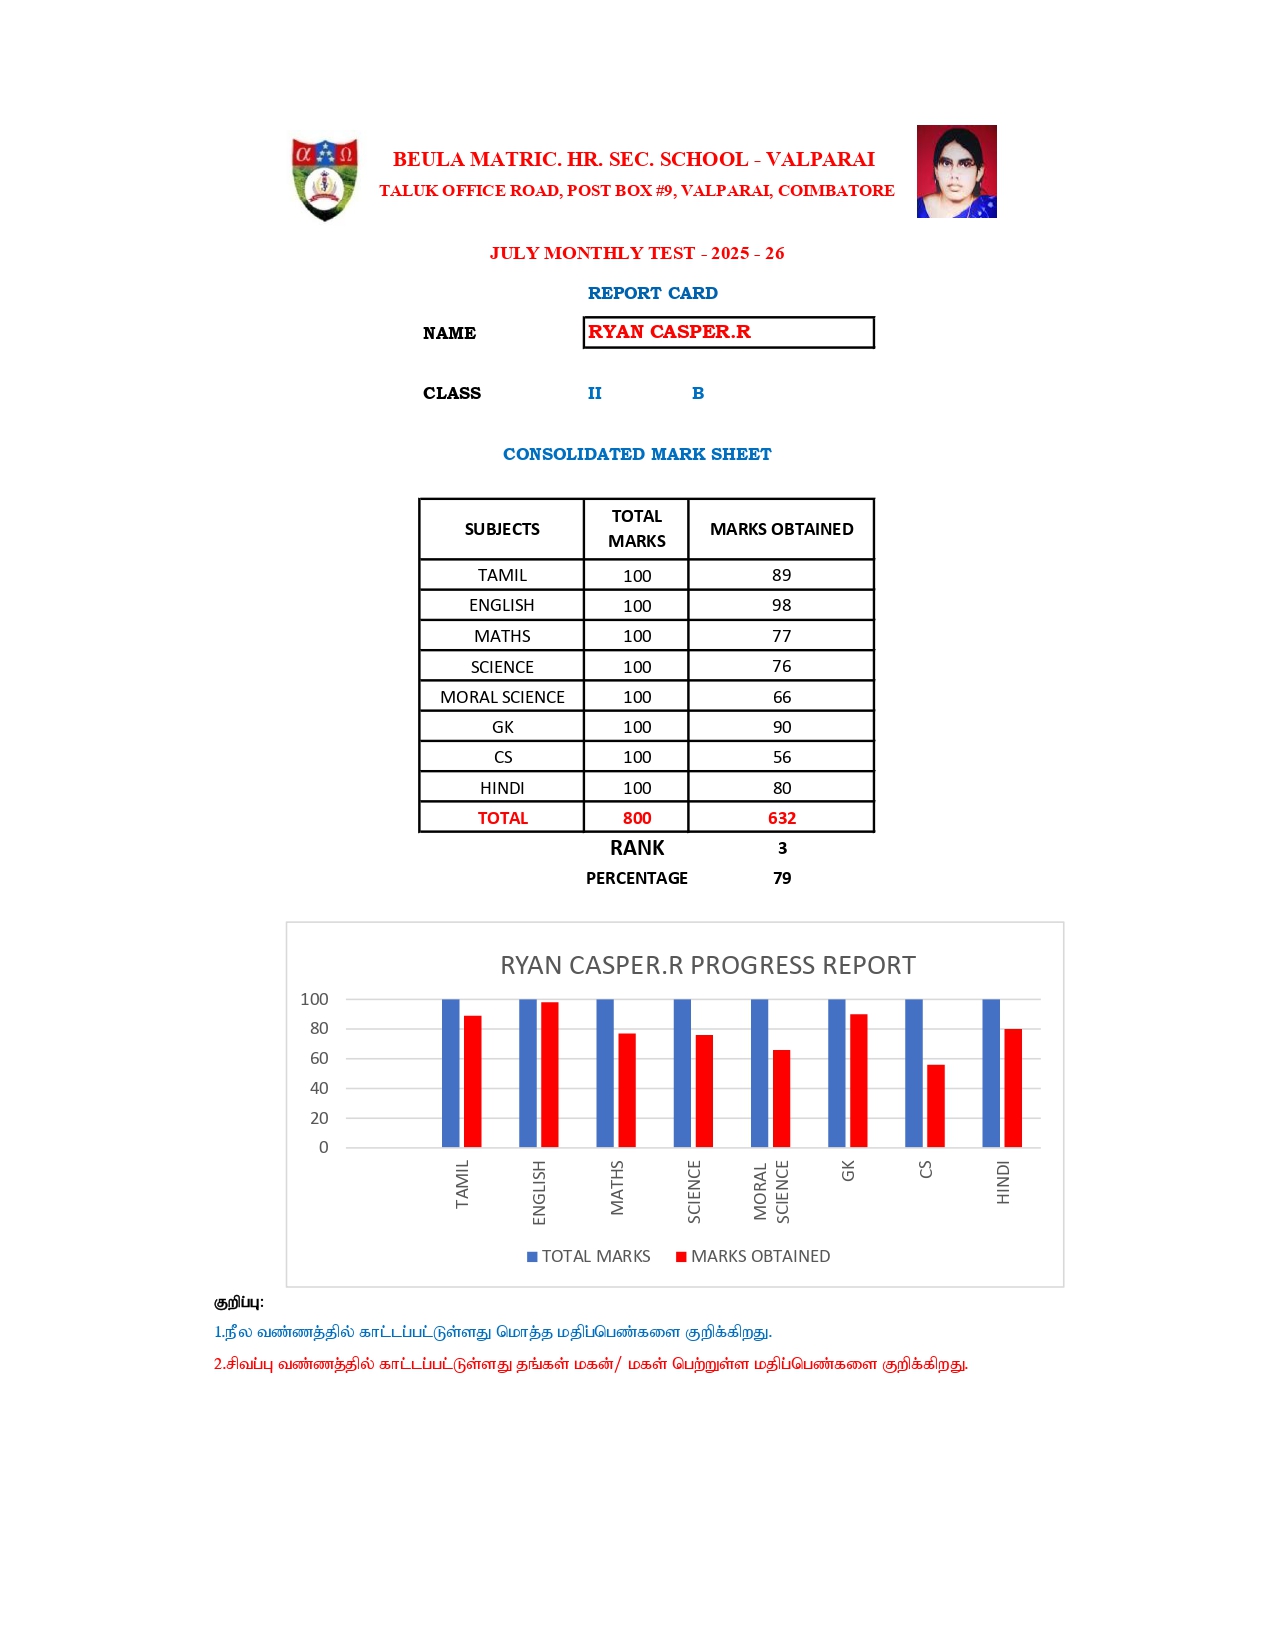 BEULA MATRIC. HR. SEC. SCHOOL - VALPARAI
TALUK OFFICE ROAD, POST BOX #9, VALPARAI, COIMBATORE
α Ω
JULY MONTHLY TEST - 2025 - 26
REPORT CARD
NAME RYAN CASPER.R
CLASS II B
CONSOLIDATED MARK SHEET
SUBJECTS TOTAL MARKS MARKS OBTAINED
TAMIL 100 89
ENGLISH 100 98
MATHS 100 77
SCIENCE 100 76
MORAL SCIENCE 100 66
GK 100 90
CS 100 56
HINDI 100 80
TOTAL 800 632
RANK 3
PERCENTAGE 79
RYAN CASPER.R PROGRESS REPORT
100
80
60
40
20
0
TAMIL ENGLISH MATHS SCIENCE MORAL SCIENCE GK CS HINDI
TOTAL MARKS MARKS OBTAINED
குறிப்பு:
1.நீல வண்ணத்தில் காட்டப்பட்டுள்ளது மொத்த மதிப்பெண்களை குறிக்கிறது.
2.சிவப்பு வண்ணத்தில் காட்டப்பட்டுள்ளது தங்கள் மகன்/ மகள் பெற்றுள்ள மதிப்பெண்களை குறிக்கிறது.